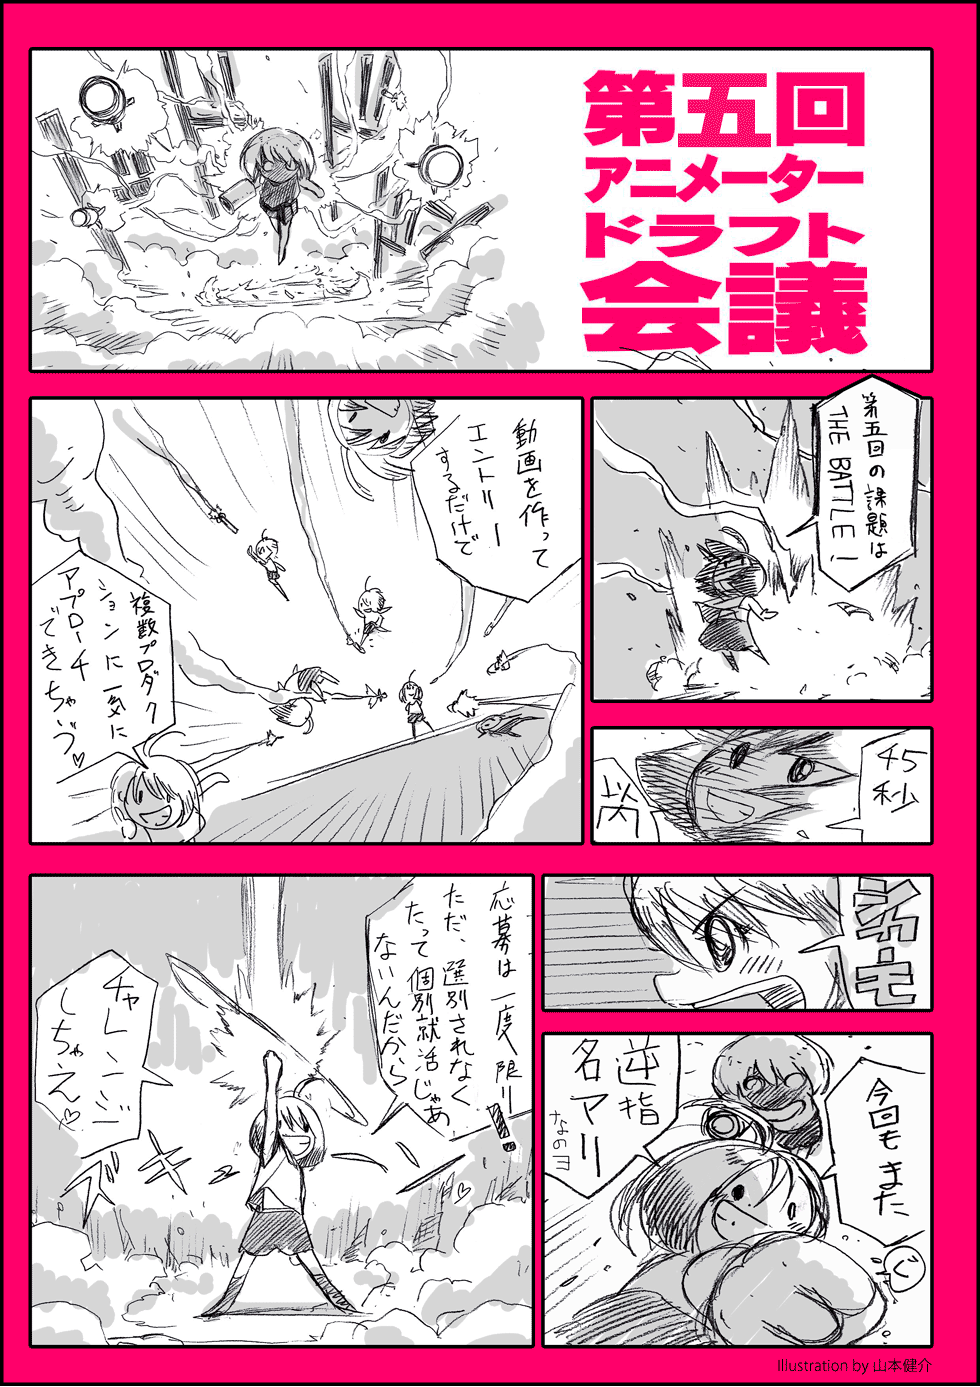 第五回
アニメーター
ドラフト
会議
第五回の課題は
THE BATTLE!
45
秒
以
内
動画を作って
エントリー
するだけで
複数プロダク
ションに一気に
アプローチ
できちゃう♡
シカーモ
今回もまた
逆指
名アリ
なのヨ
ぐ
応募は一度限り!
ただ、選別されなく
たって個別就活じゃあ
ないんだから
チャレンジ
しちゃえ♡
ズキ
Illustration by 山本健介